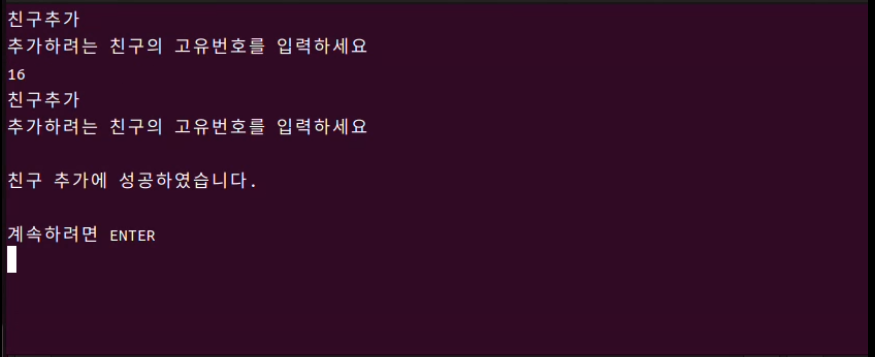 친구추가
추가하려는 친구의 고유번호를 입력하세요
16
친구추가
추가하려는 친구의 고유번호를 입력하세요
친구 추가에 성공하였습니다.
계속하려면 ENTER